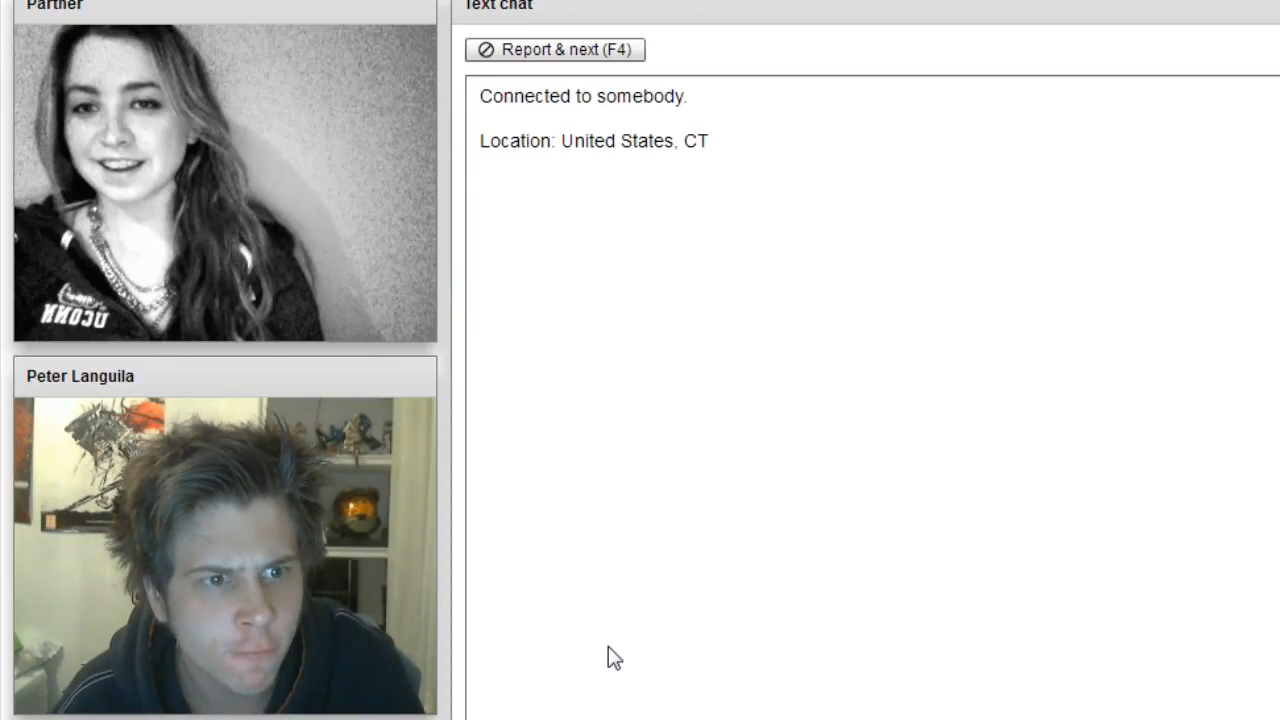 Partner
Text chat
Report & next (F4)
Connected to somebody.
Location: United States, CT
UCONN
Peter Languila